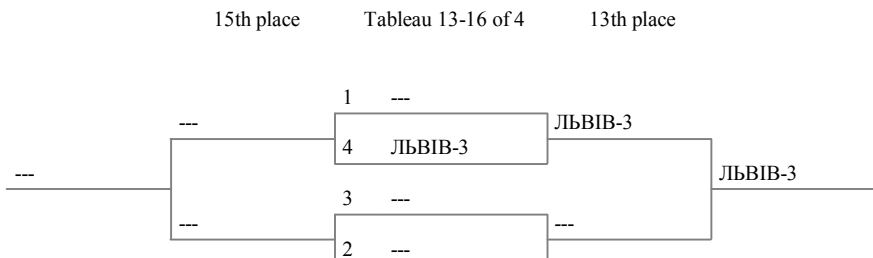 15th place Tableau 13-16 of 4 13th place
1 ---
--- ЛЬВІВ-3
4 ЛЬВІВ-3
--- ЛЬВІВ-3
3 ---
--- ---
2 ---